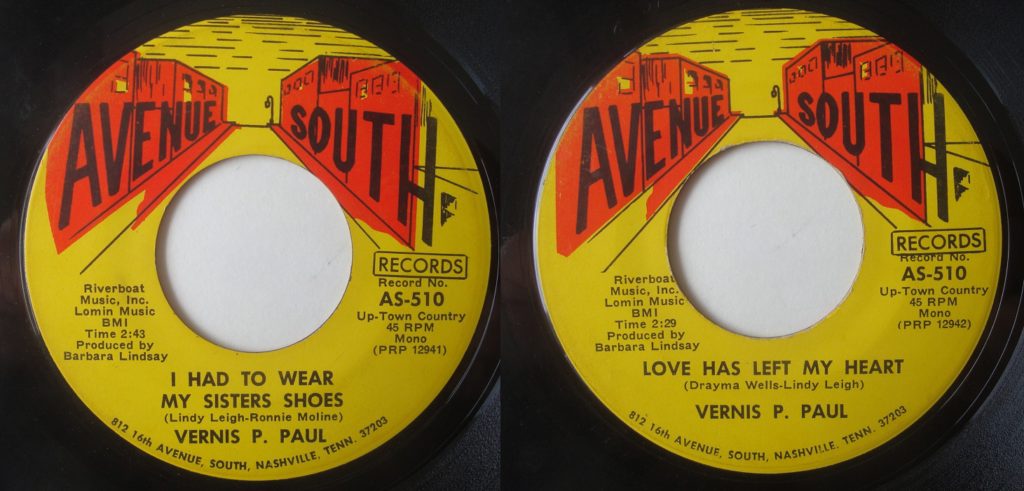 AVENUE SOUTH
RECORDS
Record No.
AS-510
Up-Town Country
45 RPM
Mono
(PRP 12941)
Riverboat
Music, Inc.
Lomin Music
BMI
Time 2:43
Produced by
Barbara Lindsay
I HAD TO WEAR
MY SISTERS SHOES
(Lindy Leigh-Ronnie Moline)
VERNIS P. PAUL
812 16th AVENUE, SOUTH, NASHVILLE, TENN. 37203
AVENUE SOUTH
RECORDS
Record No.
AS-510
Up-Town Country
45 RPM
Mono
(PRP 12942)
Riverboat
Music, Inc.
Lomin Music
BMI
Time 2:29
Produced by
Barbara Lindsay
LOVE HAS LEFT MY HEART
(Drayma Wells-Lindy Leigh)
VERNIS P. PAUL
812 16th AVENUE, SOUTH, NASHVILLE, TENN. 37203